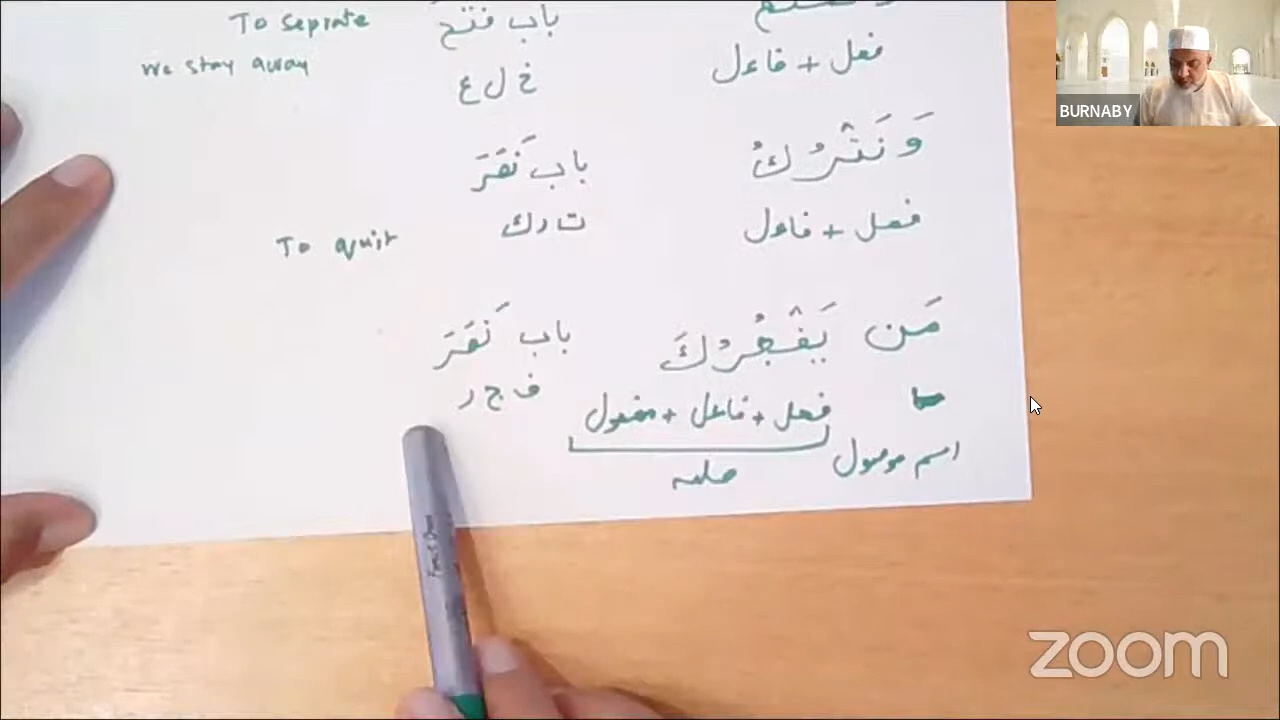 باب فتح To seprate
فعل + فاعل خ ل ع we stay away
وَنَتْرُكُ باب نَصَرَ
فعل + فاعل ت ر ك To quit
مَن يَفْجُرُكَ باب نَصَرَ
فعل + فاعل + مفعول ف ج ر
اسم موصول صلہ
BURNABY
zoom